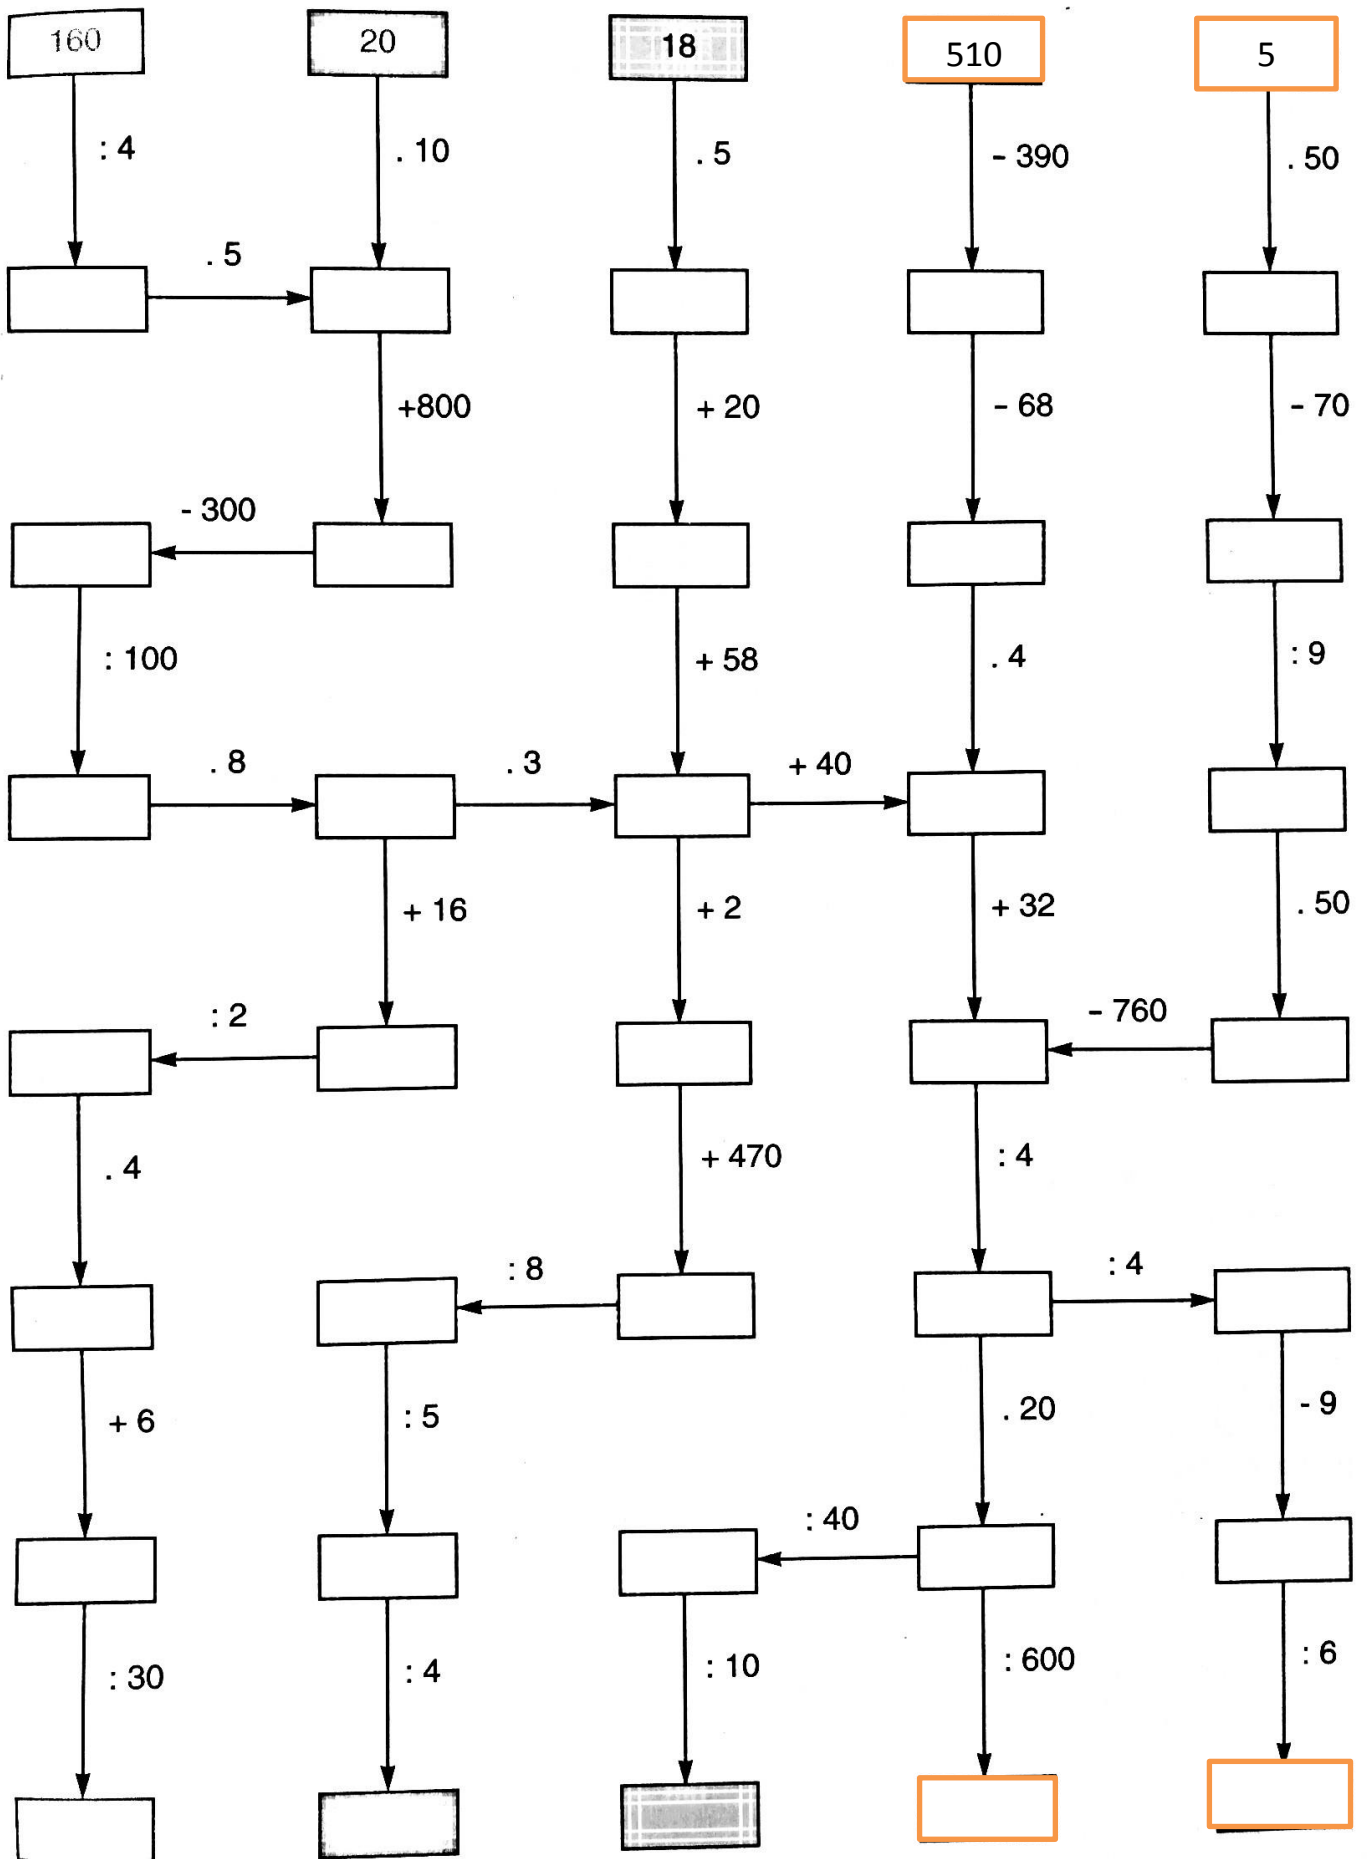 160 20 18 510 5
: 4 . 10 . 5 - 390 . 50
. 5
+800 + 20 - 68 - 70
- 300
: 100 + 58 . 4 : 9
. 8 . 3 + 40
+ 16 + 2 + 32 . 50
: 2 - 760
. 4 + 470 : 4
: 8 : 4
+ 6 : 5 . 20 - 9
: 40
: 30 : 4 : 10 : 600 : 6